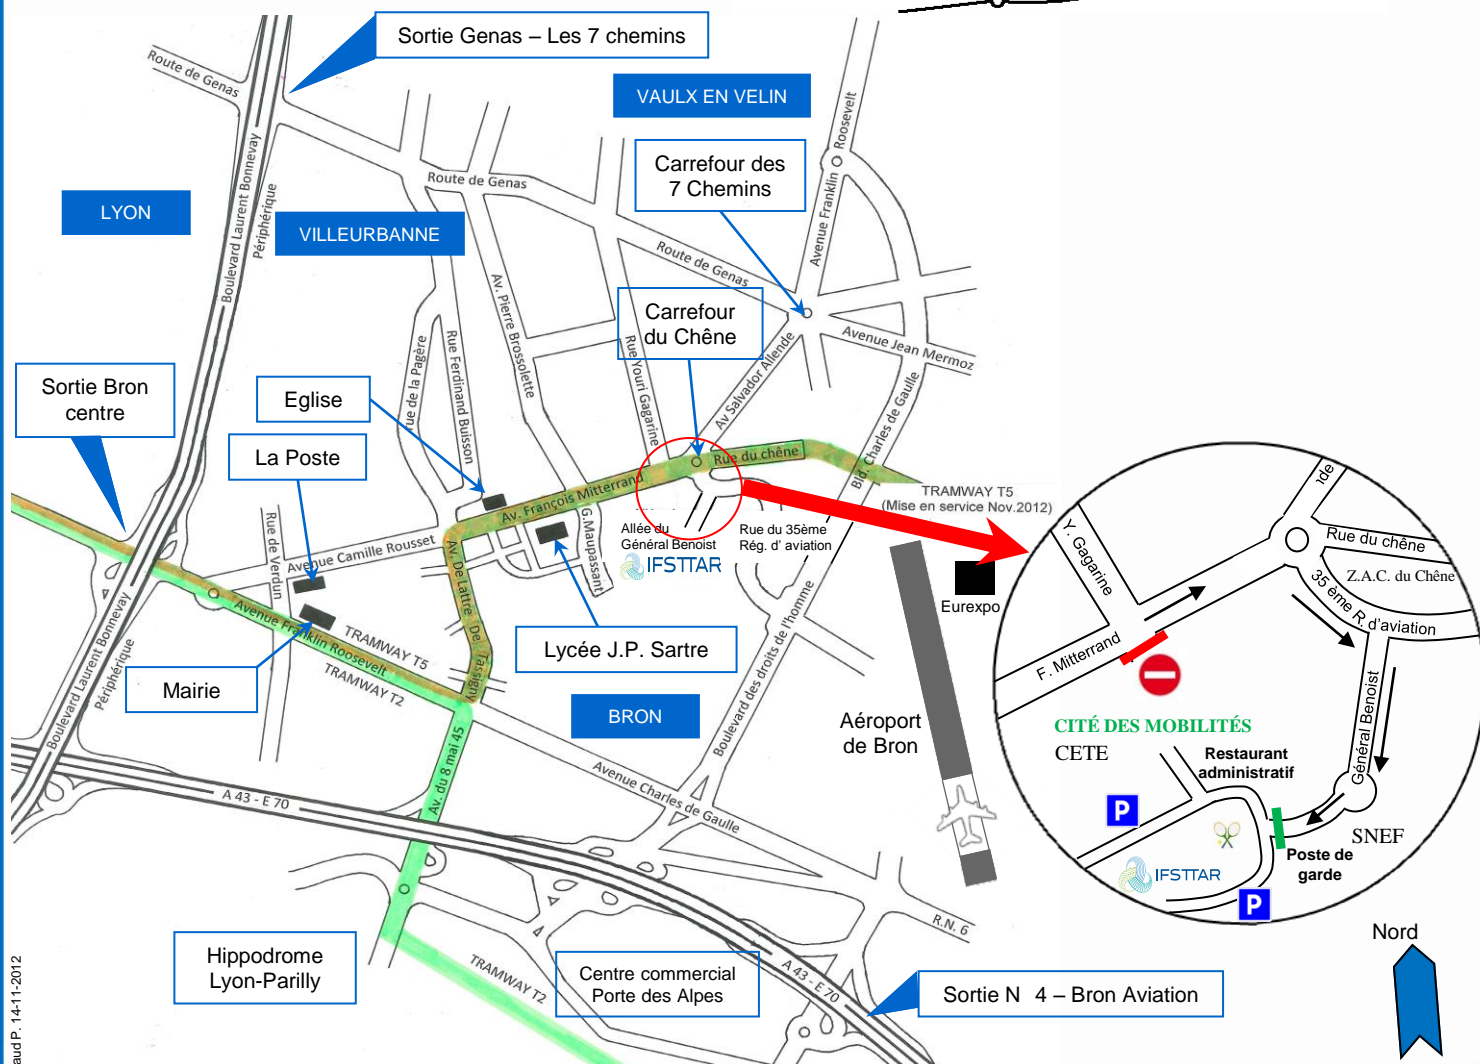 Sortie Genas – Les 7 chemins
Route de Genas
VAULX EN VELIN
Avenue Franklin Roosevelt
Boulevard Laurent Bonnevay
Périphérique
Carrefour des
7 Chemins
Route de Genas
LYON
VILLEURBANNE
Route de Genas
Av. Pierre Brossolette
Carrefour
du Chêne
Avenue Jean Mermoz
Av Salvador Allende
Rue Youri Gagarine
Rue Ferdinand Buisson
Rue de la Pagère
Bld. Charles de Gaulle
Sortie Bron
centre
Eglise
La Poste
Rue du chêne
Av. François Mitterrand
TRAMWAY T5
(Mise en service Nov.2012)
G.Maupassant
Allée du
Général Benoist
IFSTTAR
Rue du 35ème
Rég. d' aviation
Rue de Verdun
Avenue Camille Rousset
Av. De Lattre De Tassigny
Eurexpo
Avenue Franklin Roosevelt
TRAMWAY T5
TRAMWAY T2
Lycée J.P. Sartre
Mairie
Boulevard Laurent Bonnevay
Périphérique
Boulevard des droits de l'homme
BRON
Aéroport
de Bron
Av. du 8 mai 45
A 43 - E 70
Avenue Charles de Gaulle
R.N. 6
Hippodrome
Lyon-Parilly
TRAMWAY T2
Centre commercial
Porte des Alpes
A 43 - E 70
Sortie N 4 – Bron Aviation
Y. Gagarine
nde
Rue du chêne
Z.A.C. du Chêne
35 ème R. d'aviation
F. Mitterrand
Général Benoist
CITÉ DES MOBILITÉS
CETE
Restaurant
administratif
P
SNEF
Poste de
garde
IFSTTAR
P
Nord
aud P. 14-11-2012